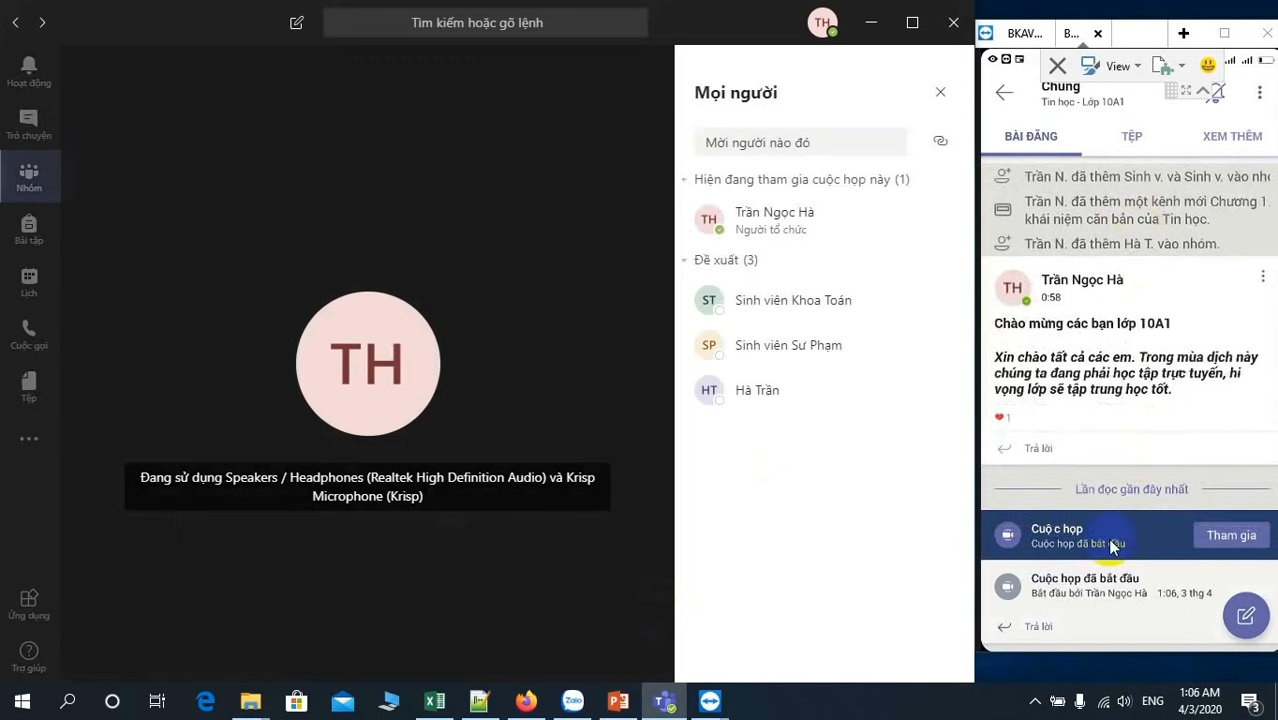 Tìm kiếm hoặc gõ lệnh
TH
Hoạt động
Trò chuyện
Nhóm
Bài tập
Lịch
Cuộc gọi
Tệp
Ứng dụng
Trợ giúp
TH
Đang sử dụng Speakers / Headphones (Realtek High Definition Audio) và Krisp
Microphone (Krisp)
Mọi người
Mời người nào đó
Hiện đang tham gia cuộc họp này (1)
TH
Trần Ngọc Hà
Người tổ chức
Đề xuất (3)
ST
Sinh viên Khoa Toán
SP
Sinh viên Sư Phạm
HT
Hà Trần
BKAV...
B...
View
Chung
Tin học - Lớp 10A1
BÀI ĐĂNG
TỆP
XEM THÊM
Trần N. đã thêm Sinh v. và Sinh v. vào
Trần N. đã thêm một kênh mới Chương 1.
khái niệm căn bản của Tin học.
Trần N. đã thêm Hà T. vào nhóm.
TH
Trần Ngọc Hà
0:58
Chào mừng các bạn lớp 10A1
Xin chào tất cả các em. Trong mùa dịch này
chúng ta đang phải học tập trực tuyến, hi
vọng lớp sẽ tập trung học tốt.
1
Trả lời
Lần đọc gần đây nhất
Cuộc họp
Cuộc họp đã bắt đầu
Tham gia
Cuộc họp đã bắt đầu
Bắt đầu bởi Trần Ngọc Hà 1:06, 3 thg 4
Trả lời
Zalo
ENG
1:06 AM
4/3/2020
3